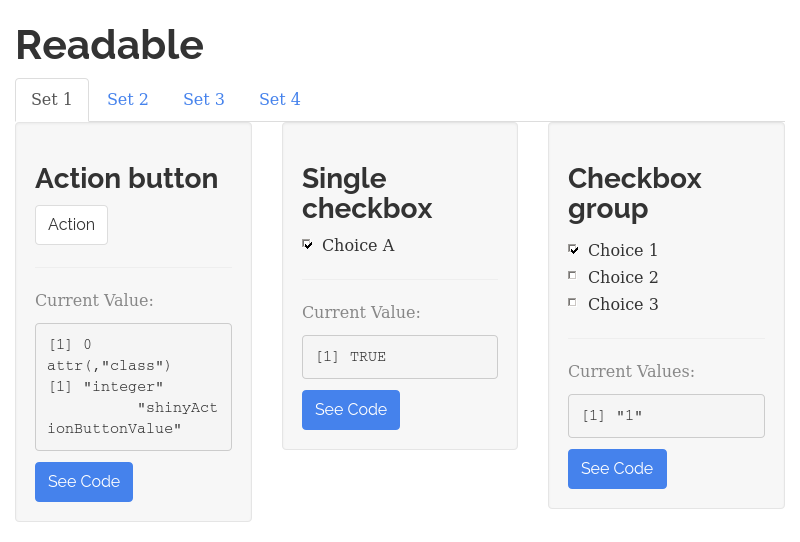 Readable
Set 1 Set 2 Set 3 Set 4
Action button
Action
Current Value:
[1] 0
attr(,"class")
[1] "integer"
"shinyAct
ionButtonValue"
See Code
Single
checkbox
Choice A
Current Value:
[1] TRUE
See Code
Checkbox
group
Choice 1
Choice 2
Choice 3
Current Values:
[1] "1"
See Code